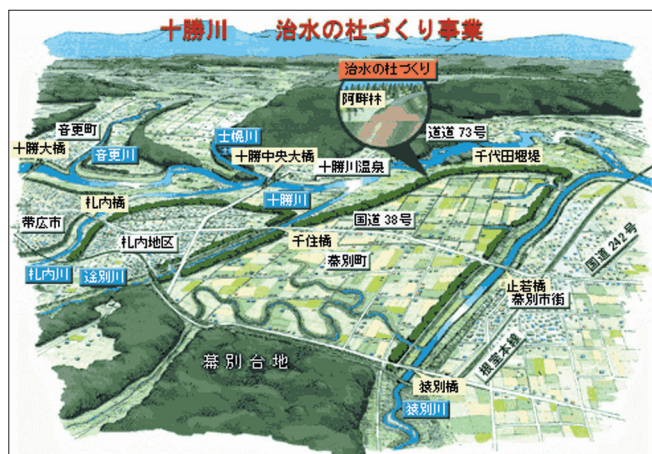 十勝川 治水の杜づくり事業
治水の杜づくり
阿畔林
音更町
士幌川
道道 73号
十勝大橋
音更川
十勝中央大橋
千代田堰堤
十勝川温泉
札内橋
十勝川
帯広市
国道 38号
札内地区
千住橋
国道 242号
札内川
途別川
幕別町
止若橋
幕別市街
根室本線
幕別台地
猿別橋
猿別川